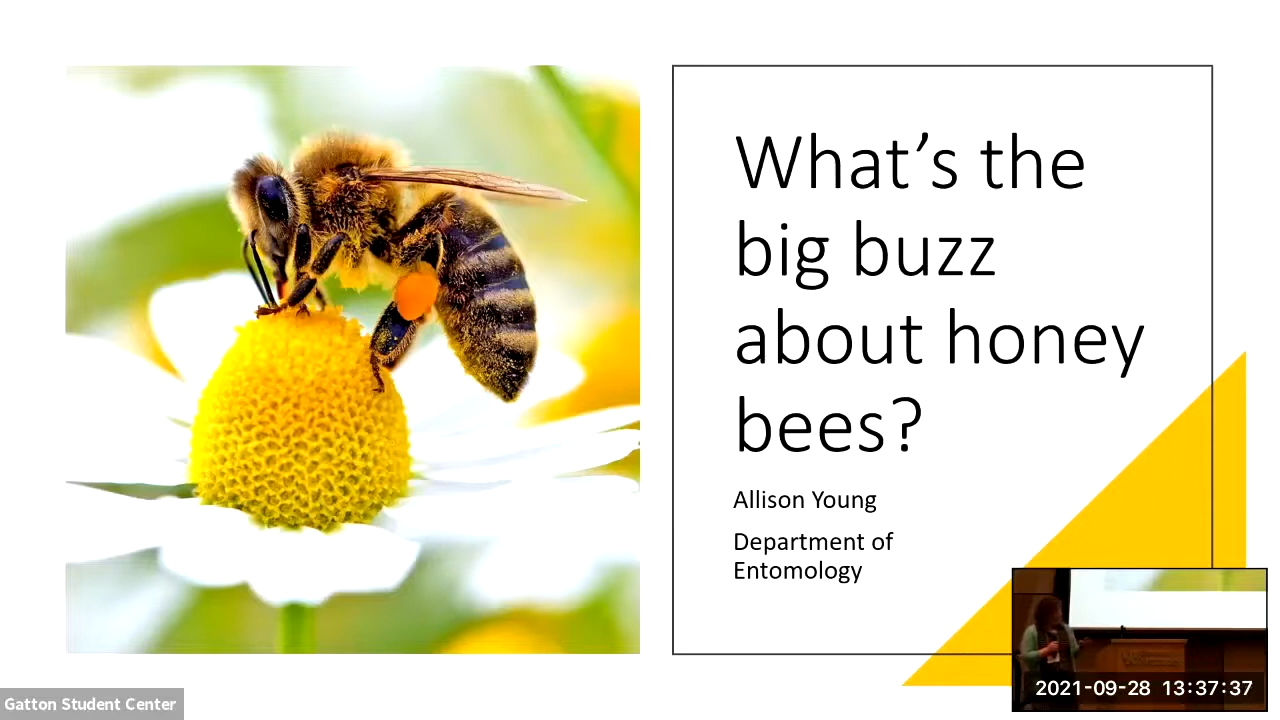 What’s the
big buzz
about honey
bees?
Allison Young
Department of
Entomology
2021-09-28 13:37:37
Gatton Student Center